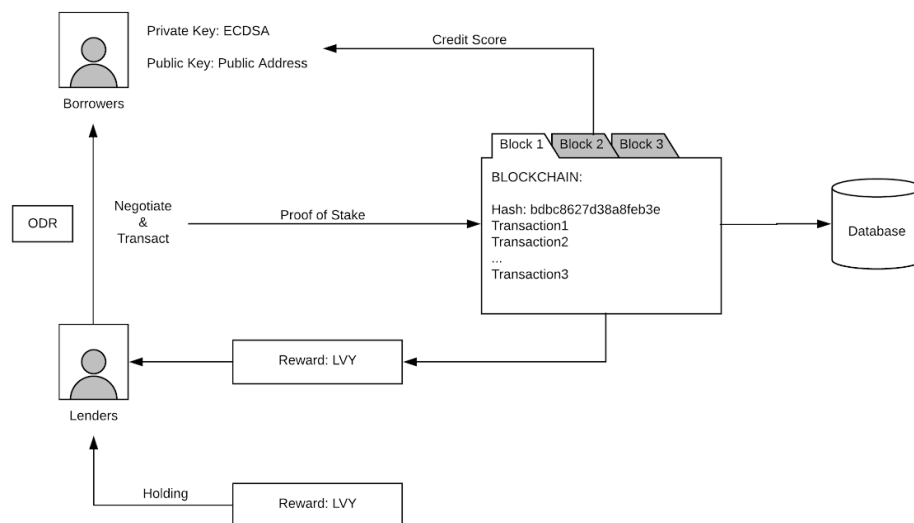 Private Key: ECDSA
Public Key: Public Address
Credit Score
Borrowers
Block 1
Block 2
Block 3
BLOCKCHAIN:
Hash: bdbc8627d38a8feb3e
Transaction1
Transaction2
...
Transaction3
ODR
Negotiate
&
Transact
Proof of Stake
Database
Reward: LVY
Lenders
Holding
Reward: LVY